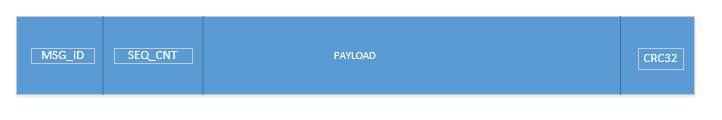 MSG_ID
SEQ_CNT
PAYLOAD
CRC32